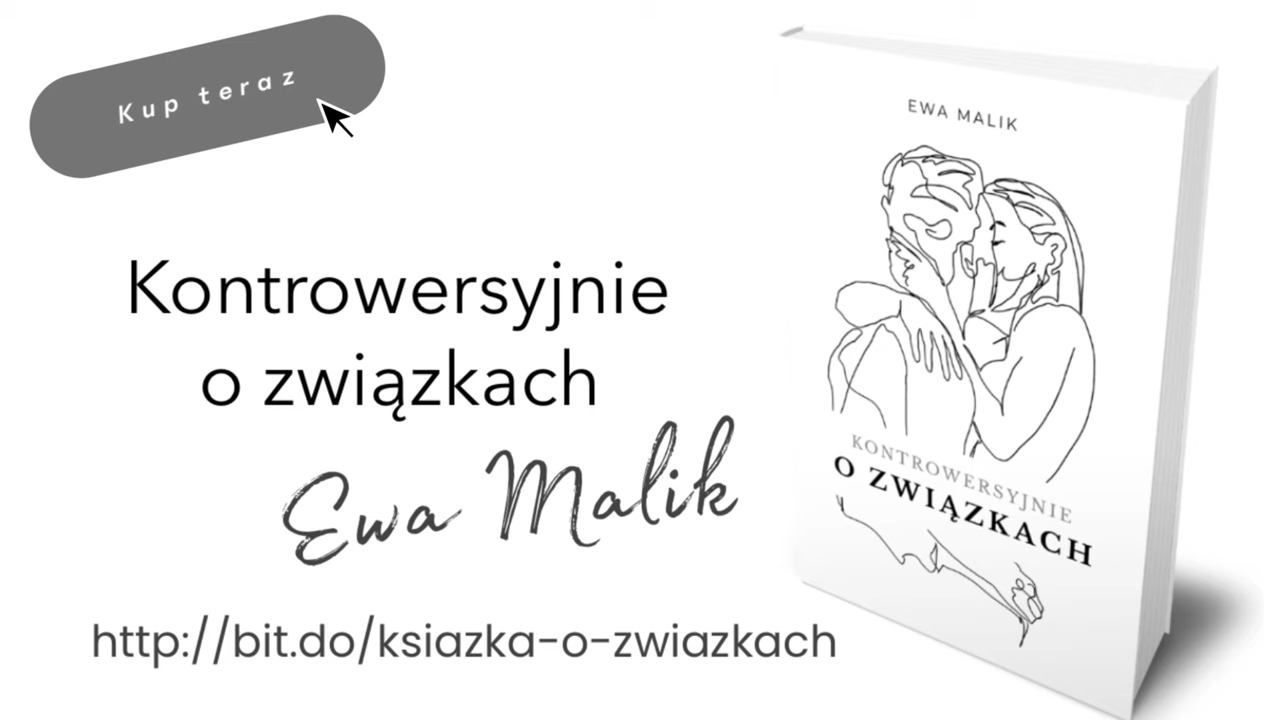 Kup teraz
Kontrowersyjnie
o związkach
Ewa Malik
http://bit.do/ksiazka-o-zwiazkach
EWA MALIK
KONTROWERSYJNIE
O ZWIĄZKACH